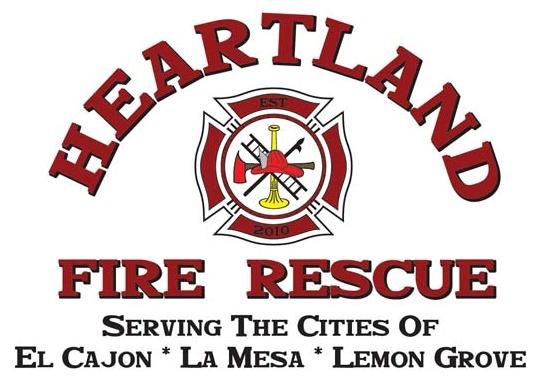 HEARTLAND
EST
2010
FIRE RESCUE
SERVING THE CITIES OF
EL CAJON * LA MESA * LEMON GROVE